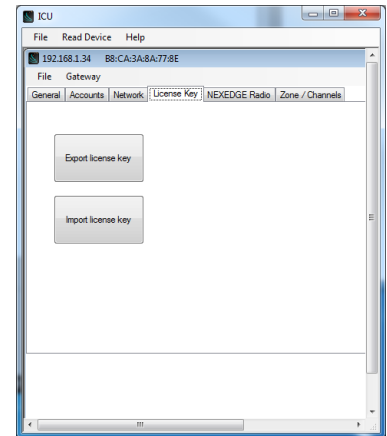 ICU
File Read Device Help
192.168.1.34 B8:CA:3A:8A:77:8E
File Gateway
General Accounts Network License Key NEXEDGE Radio Zone / Channels
Export license key
Import license key